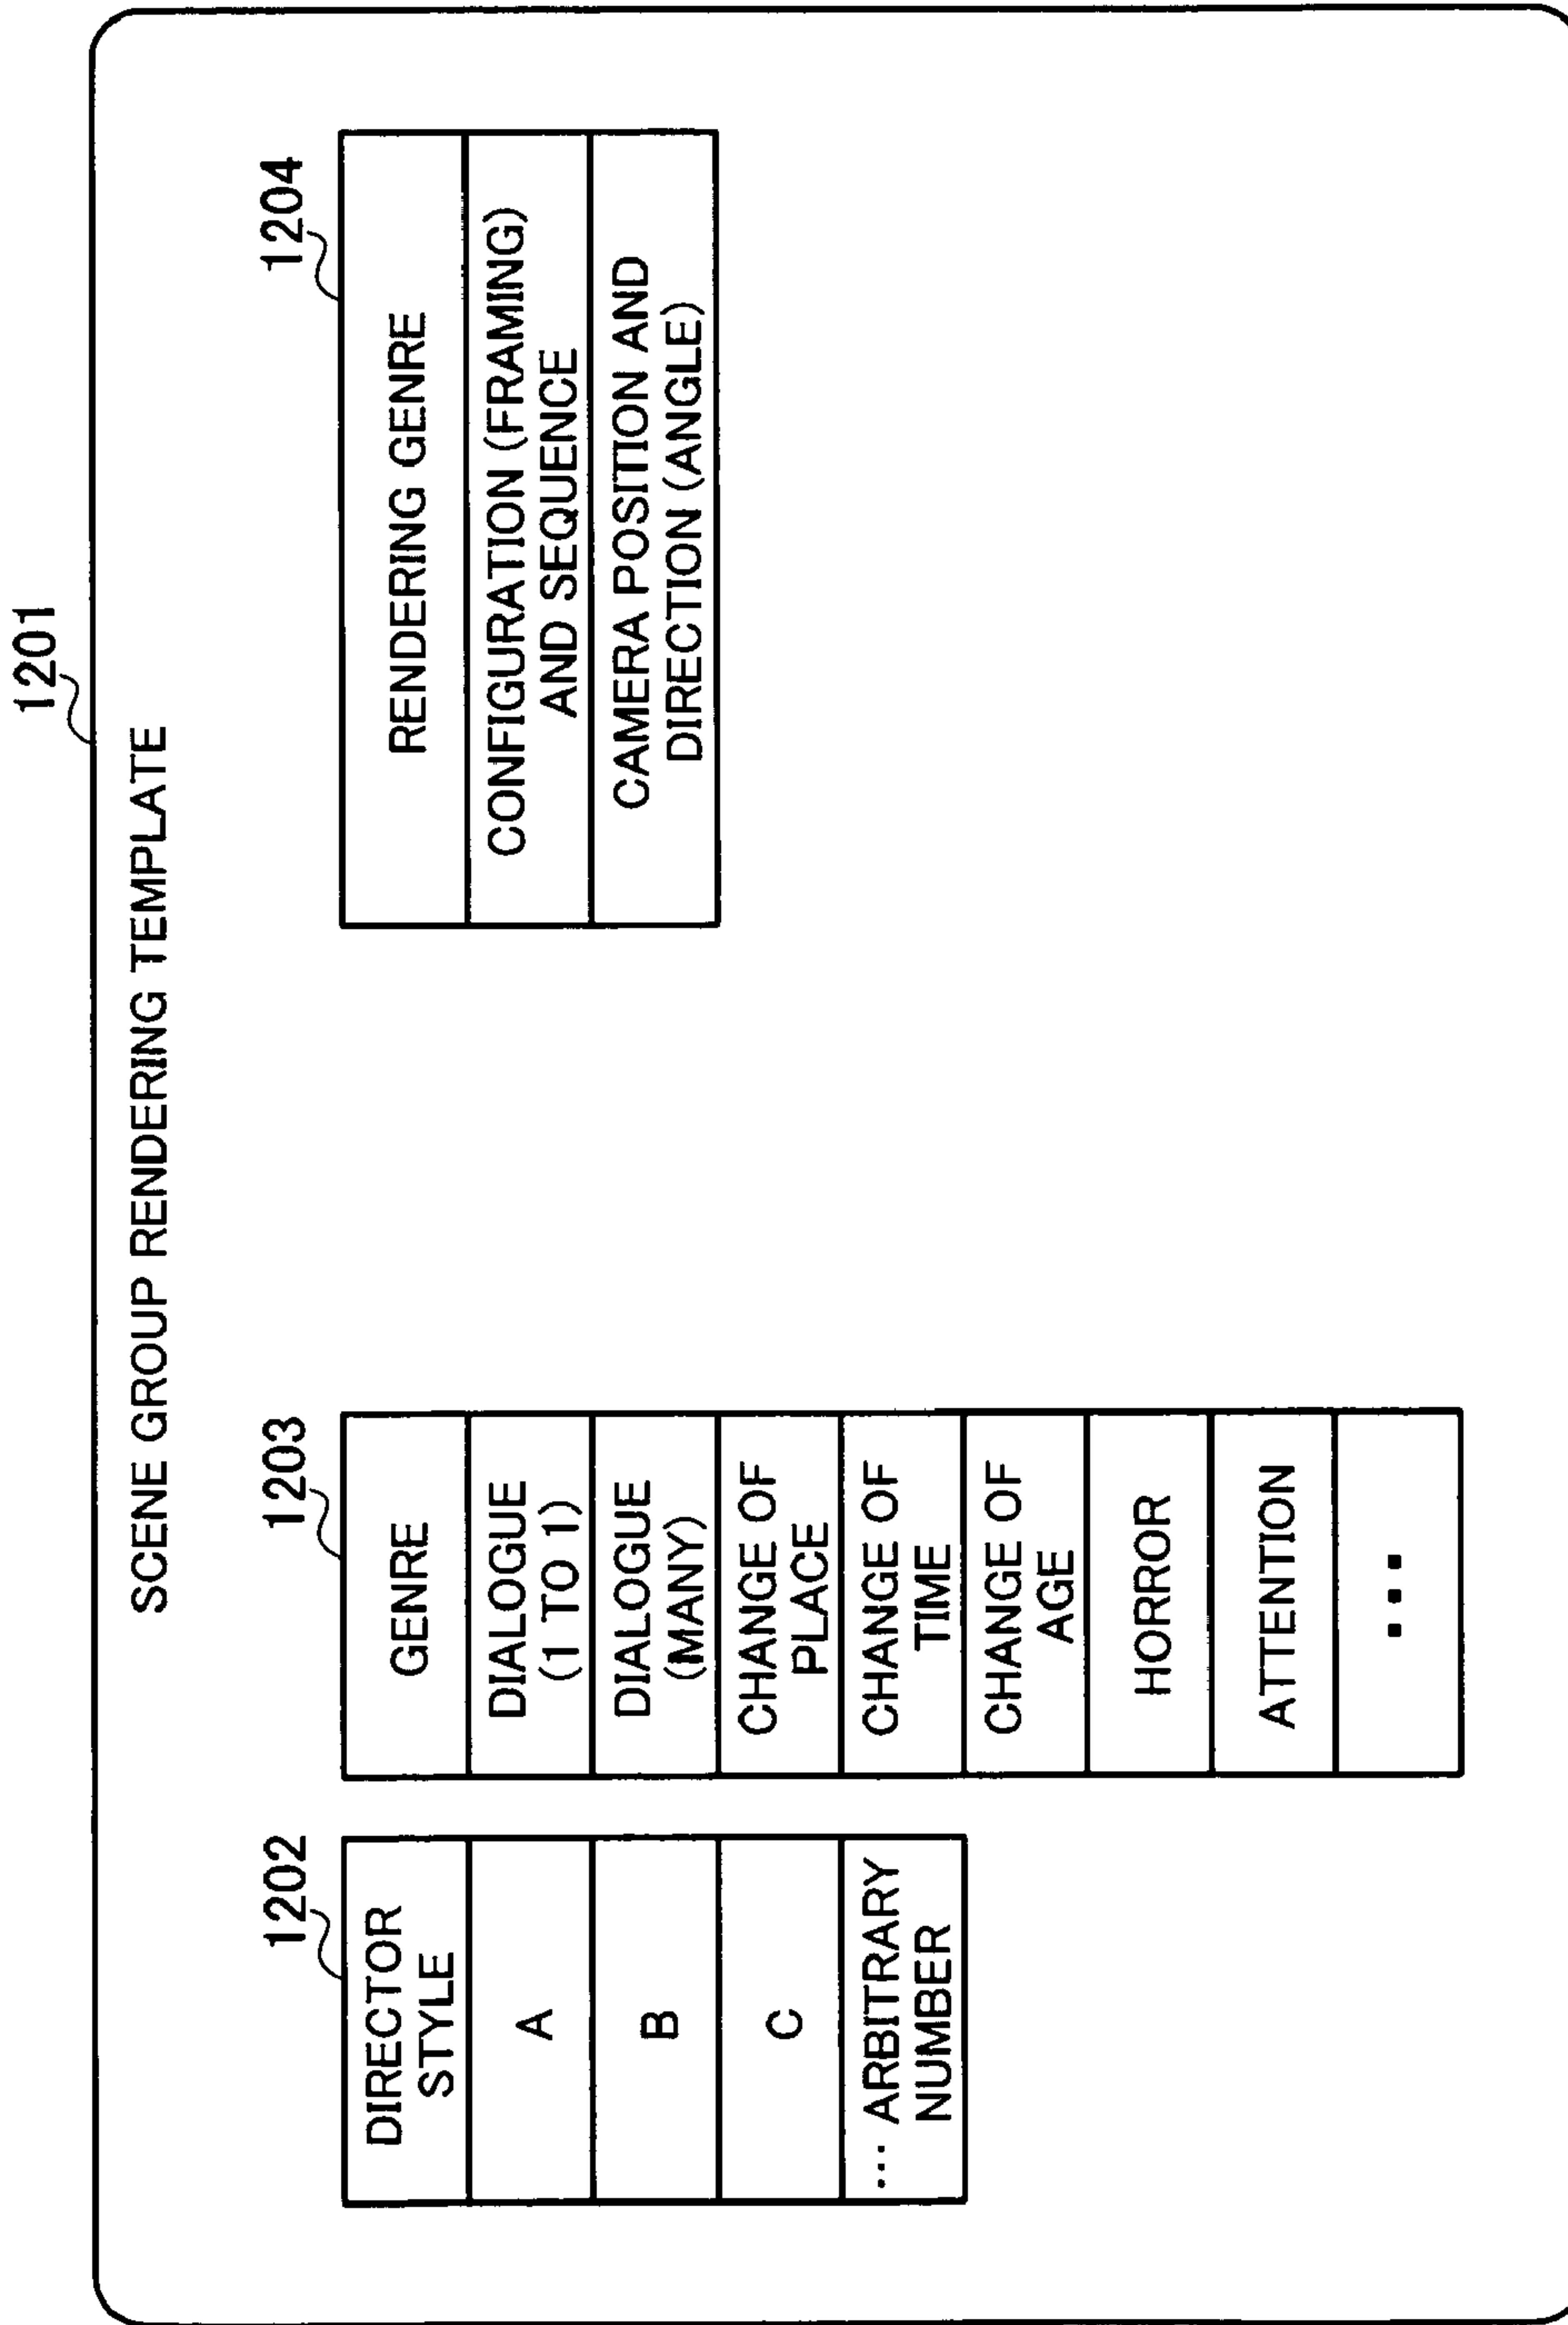 1201
SCENE GROUP RENDERING TEMPLATE
1202
DIRECTOR
STYLE
A
B
C
... ARBITRARY
NUMBER
1203
GENRE
DIALOGUE
(1 TO 1)
DIALOGUE
(MANY)
CHANGE OF
PLACE
CHANGE OF
TIME
CHANGE OF
AGE
HORROR
ATTENTION
...
1204
RENDERING GENRE
CONFIGURATION (FRAMING)
AND SEQUENCE
CAMERA POSITION AND
DIRECTION (ANGLE)